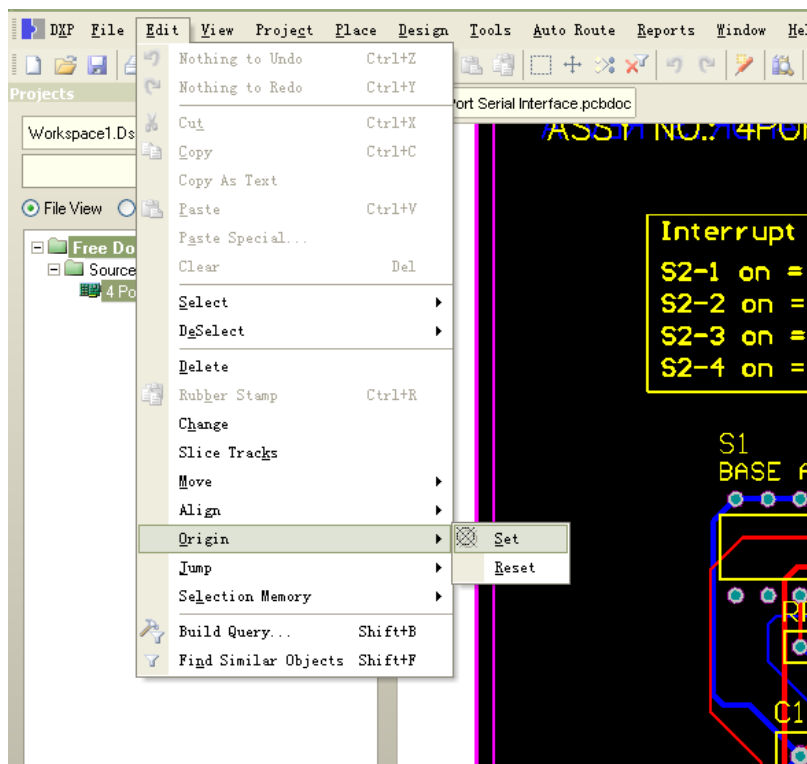 DXP File Edit View Project Place Design Tools Auto Route Reports Window
Projects
ort Serial Interface.pcbdoc
Workspace1.Ds
File View
Free Do
Source
4 Po
Nothing to Undo Ctrl+Z
Nothing to Redo Ctrl+Y
Cut Ctrl+X
Copy Ctrl+C
Copy As Text
Paste Ctrl+V
Paste Special...
Clear Del
Select
DeSelect
Delete
Rubber Stamp Ctrl+R
Change
Slice Tracks
Move
Align
Origin
Jump
Selection Memory
Build Query... Shift+B
Find Similar Objects Shift+F
Set
Reset
ASSY NO.: 4Po
Interrupt
S2-1 on =
S2-2 on =
S2-3 on =
S2-4 on =
S1
BASE A
C1